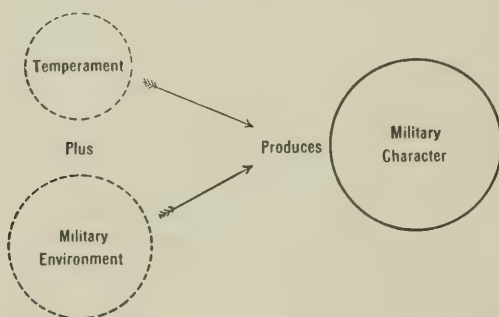 Temperament
Plus
Military
Environment
Produces
Military
Character